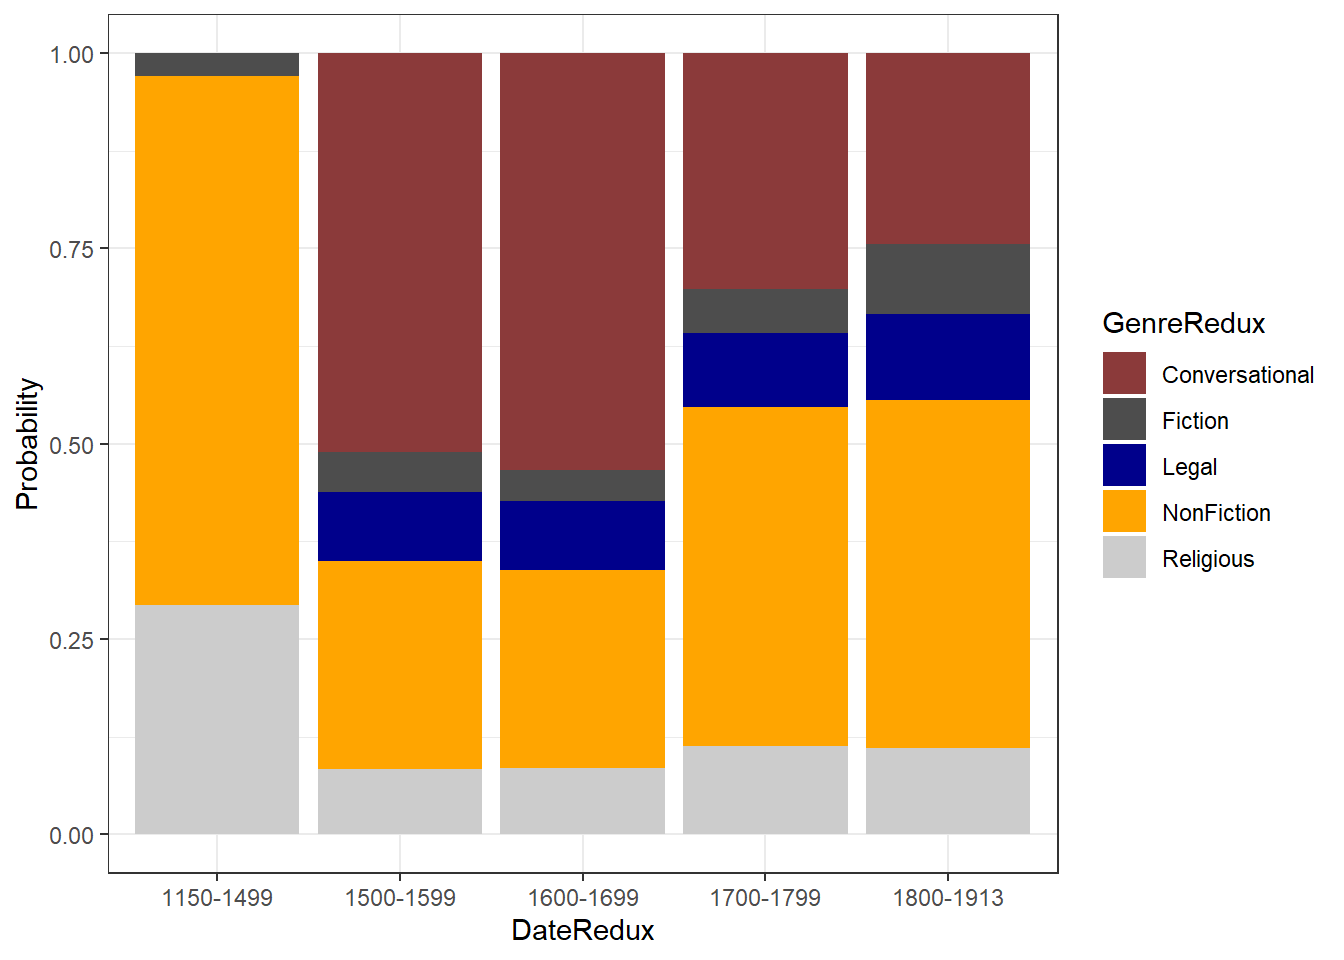 1.00
0.75
0.50
0.25
0.00
Probability
1150-1499
1500-1599
1600-1699
1700-1799
1800-1913
DateRedux
GenreRedux
Conversational
Fiction
Legal
NonFiction
Religious